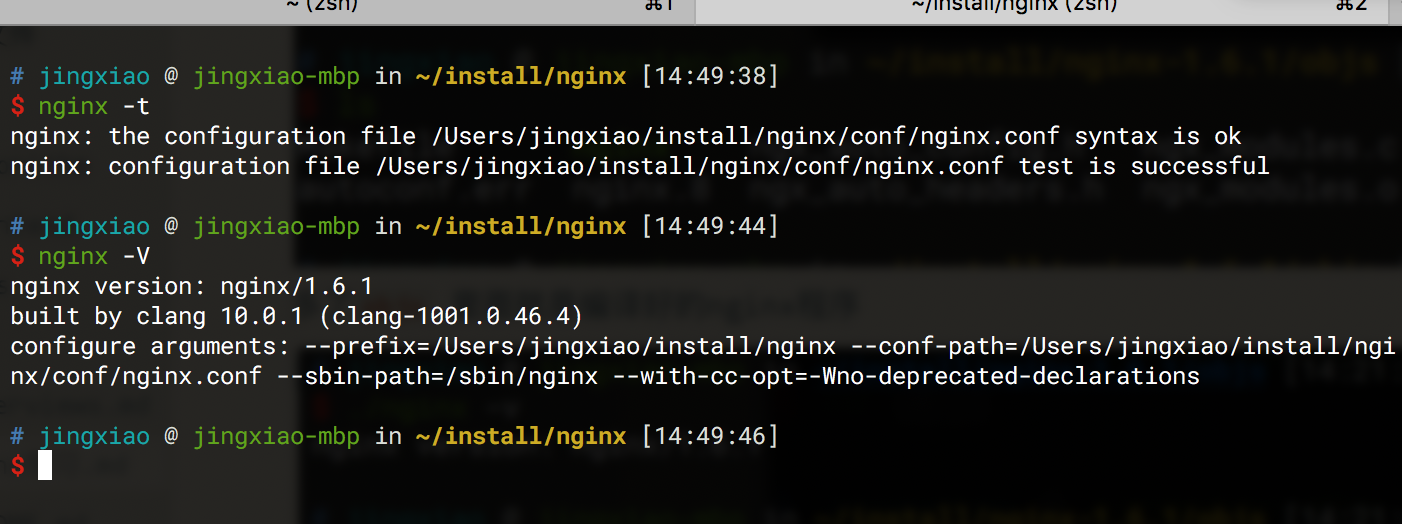 ~ (zsh) ⌘1 ~/install/nginx (zsh) ⌘2
# jingxiao @ jingxiao-mbp in ~/install/nginx [14:49:38]
$ nginx -t
nginx: the configuration file /Users/jingxiao/install/nginx/conf/nginx.conf syntax is ok
nginx: configuration file /Users/jingxiao/install/nginx/conf/nginx.conf test is successful
# jingxiao @ jingxiao-mbp in ~/install/nginx [14:49:44]
$ nginx -V
nginx version: nginx/1.6.1
built by clang 10.0.1 (clang-1001.0.46.4)
configure arguments: --prefix=/Users/jingxiao/install/nginx --conf-path=/Users/jingxiao/install/ngi
nx/conf/nginx.conf --sbin-path=/sbin/nginx --with-cc-opt=-Wno-deprecated-declarations
# jingxiao @ jingxiao-mbp in ~/install/nginx [14:49:46]
$